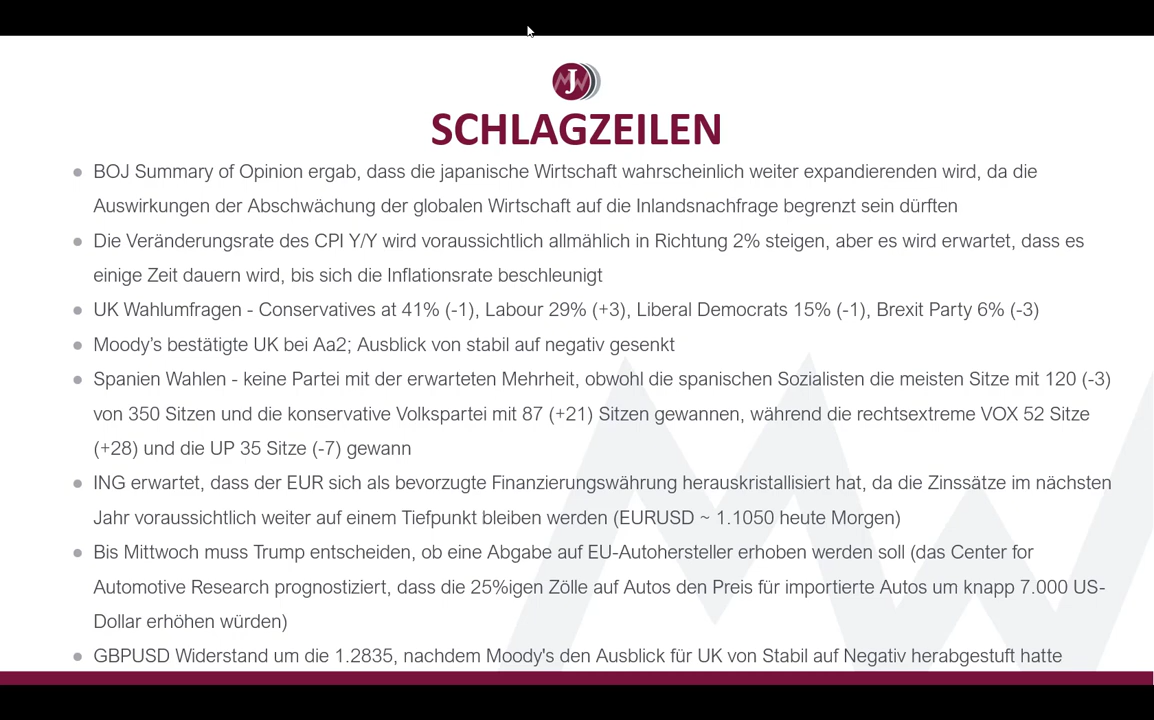 J
SCHLAGZEILEN
BOJ Summary of Opinion ergab, dass die japanische Wirtschaft wahrscheinlich weiter expandierenden wird, da die
Auswirkungen der Abschwächung der globalen Wirtschaft auf die Inlandsnachfrage begrenzt sein dürften
Die Veränderungsrate des CPI Y/Y wird voraussichtlich allmählich in Richtung 2% steigen, aber es wird erwartet, dass es
einige Zeit dauern wird, bis sich die Inflationsrate beschleunigt
UK Wahlumfragen - Conservatives at 41% (-1), Labour 29% (+3), Liberal Democrats 15% (-1), Brexit Party 6% (-3)
Moody's bestätigte UK bei Aa2; Ausblick von stabil auf negativ gesenkt
Spanien Wahlen - keine Partei mit der erwarteten Mehrheit, obwohl die spanischen Sozialisten die meisten Sitze mit 120 (-3)
von 350 Sitzen und die konservative Volkspartei mit 87 (+21) Sitzen gewannen, während die rechtsextreme VOX 52 Sitze
(+28) und die UP 35 Sitze (-7) gewann
ING erwartet, dass der EUR sich als bevorzugte Finanzierungswährung herauskristallisiert hat, da die Zinssätze im nächsten
Jahr voraussichtlich weiter auf einem Tiefpunkt bleiben werden (EURUSD ~ 1.1050 heute Morgen)
Bis Mittwoch muss Trump entscheiden, ob eine Abgabe auf EU-Autohersteller erhoben werden soll (das Center for
Automotive Research prognostiziert, dass die 25%igen Zölle auf Autos den Preis für importierte Autos um knapp 7.000 US-
Dollar erhöhen würden)
GBPUSD Widerstand um die 1.2835, nachdem Moody's den Ausblick für UK von Stabil auf Negativ herabgestuft hatte